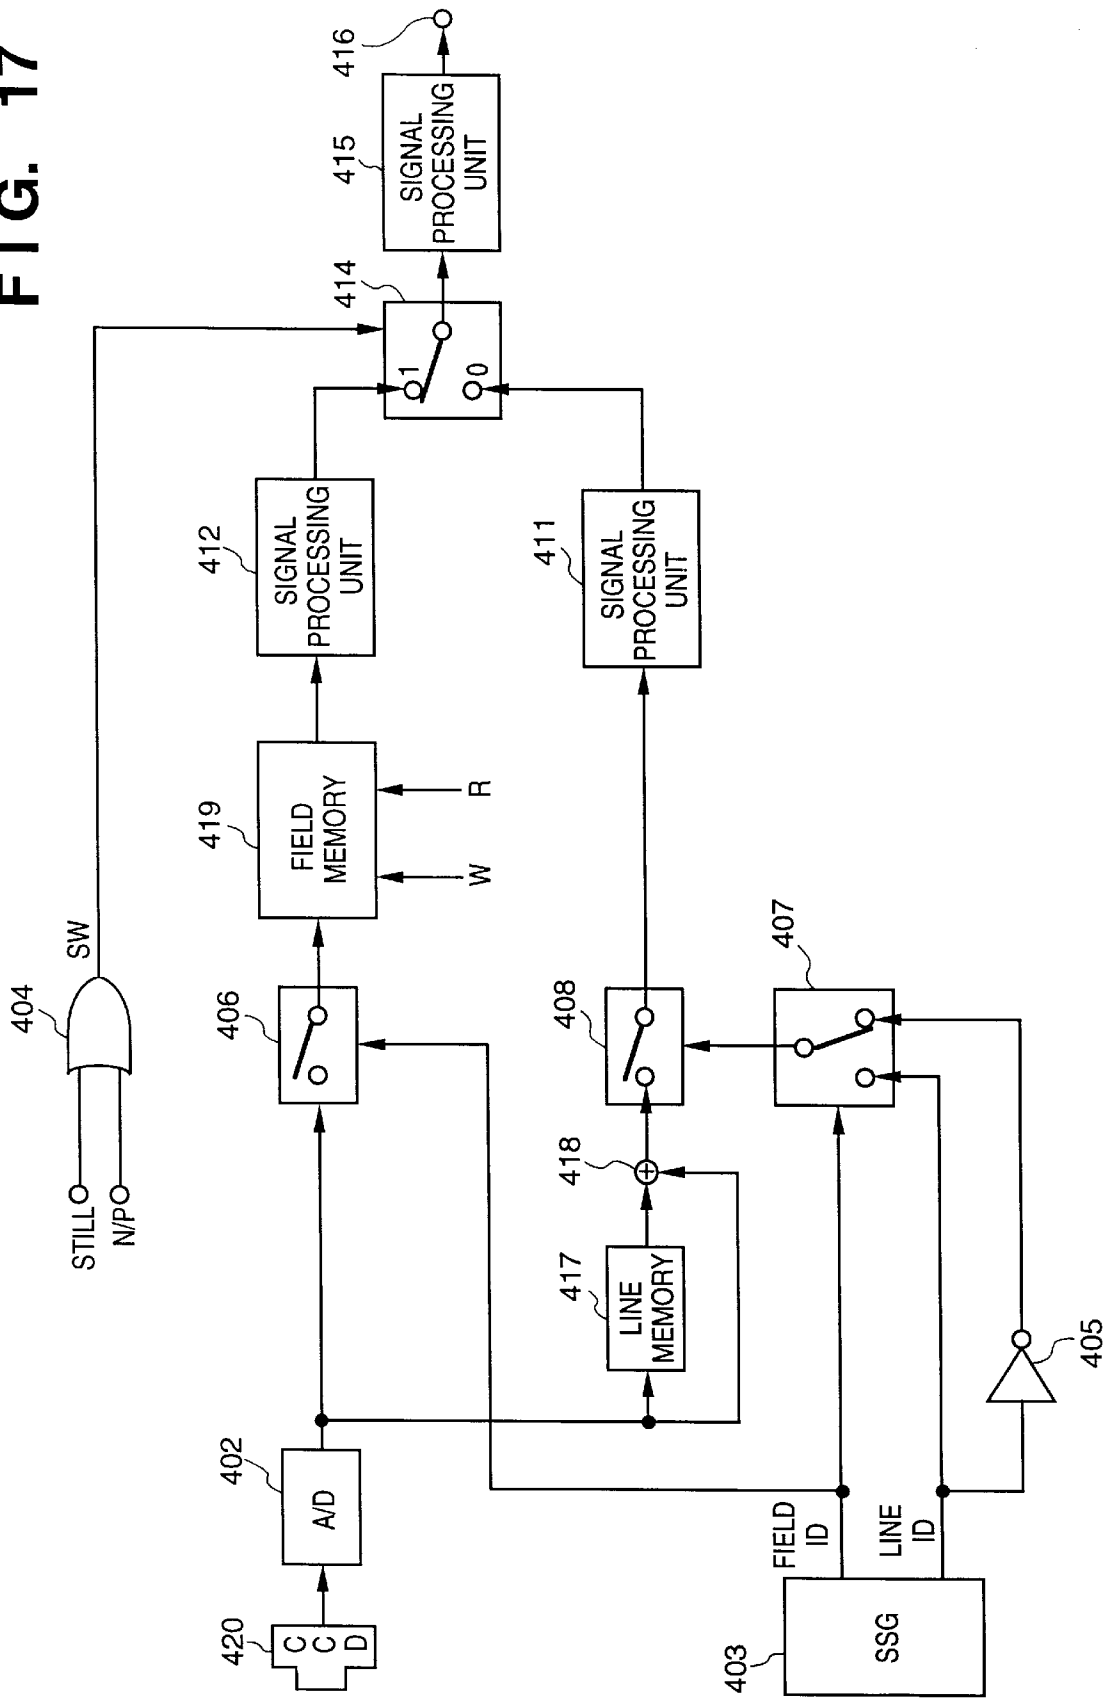 FIG. 17
404
STILL
N/P
SW
420
CCD
402
A/D
406
419
FIELD
MEMORY
W
R
412
SIGNAL
PROCESSING
UNIT
414
1
0
415
SIGNAL
PROCESSING
UNIT
416
417
LINE
MEMORY
418
408
411
SIGNAL
PROCESSING
UNIT
407
403
SSG
FIELD
ID
LINE
ID
405